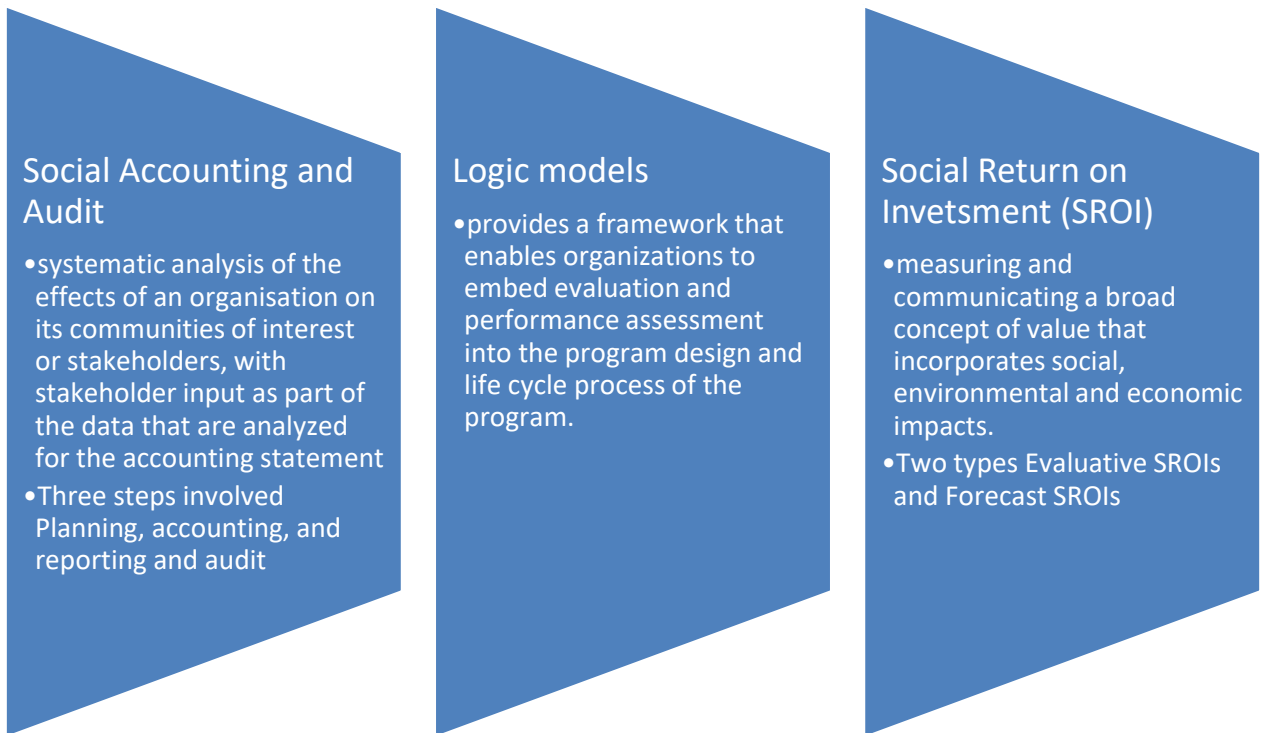 Social Accounting and
Audit
•systematic analysis of the
effects of an organisation on
its communities of interest
or stakeholders, with
stakeholder input as part of
the data that are analyzed
for the accounting statement
•Three steps involved
Planning, accounting, and
reporting and audit
Logic models
•provides a framework that
enables organizations to
embed evaluation and
performance assessment
into the program design and
life cycle process of the
program.
Social Return on
Invetsment (SROI)
•measuring and
communicating a broad
concept of value that
incorporates social,
environmental and economic
impacts.
•Two types Evaluative SROIs
and Forecast SROIs